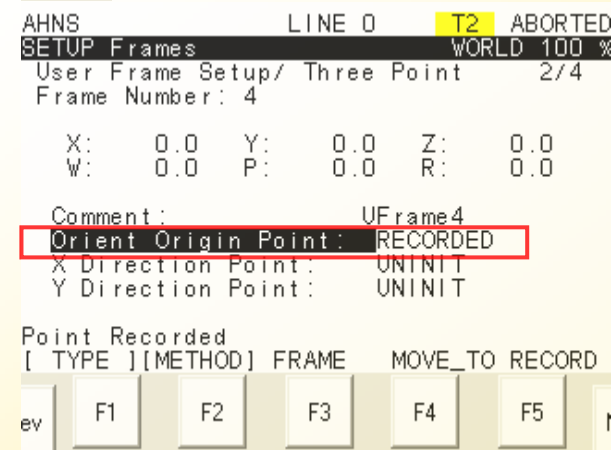 AHNS LINE 0 T2 ABORTED
SETUP Frames WORLD 100 %
User Frame Setup/ Three Point 2/4
Frame Number: 4
X: 0.0 Y: 0.0 Z: 0.0
W: 0.0 P: 0.0 R: 0.0
Comment: UFrame4
Orient Origin Point: RECORDED
X Direction Point: UNINIT
Y Direction Point: UNINIT
Point Recorded
[ TYPE ][METHOD] FRAME MOVE_TO RECORD
ev F1 F2 F3 F4 F5